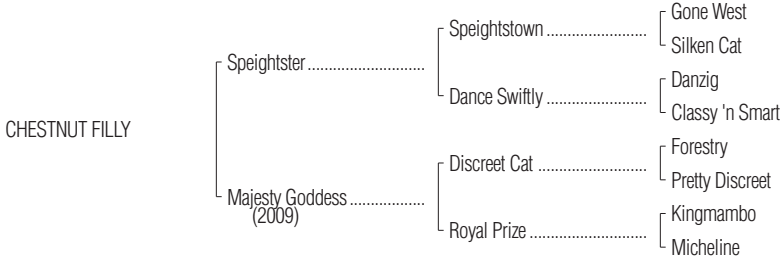 Gone West
Speightstown ........................
Silken Cat
Speightster ............................
Danzig
Dance Swiftly ........................
Classy 'n Smart
CHESTNUT FILLY
Forestry
Discreet Cat ..........................
Pretty Discreet
Majesty Goddess ..................
(2009)
Kingmambo
Royal Prize ............................
Micheline